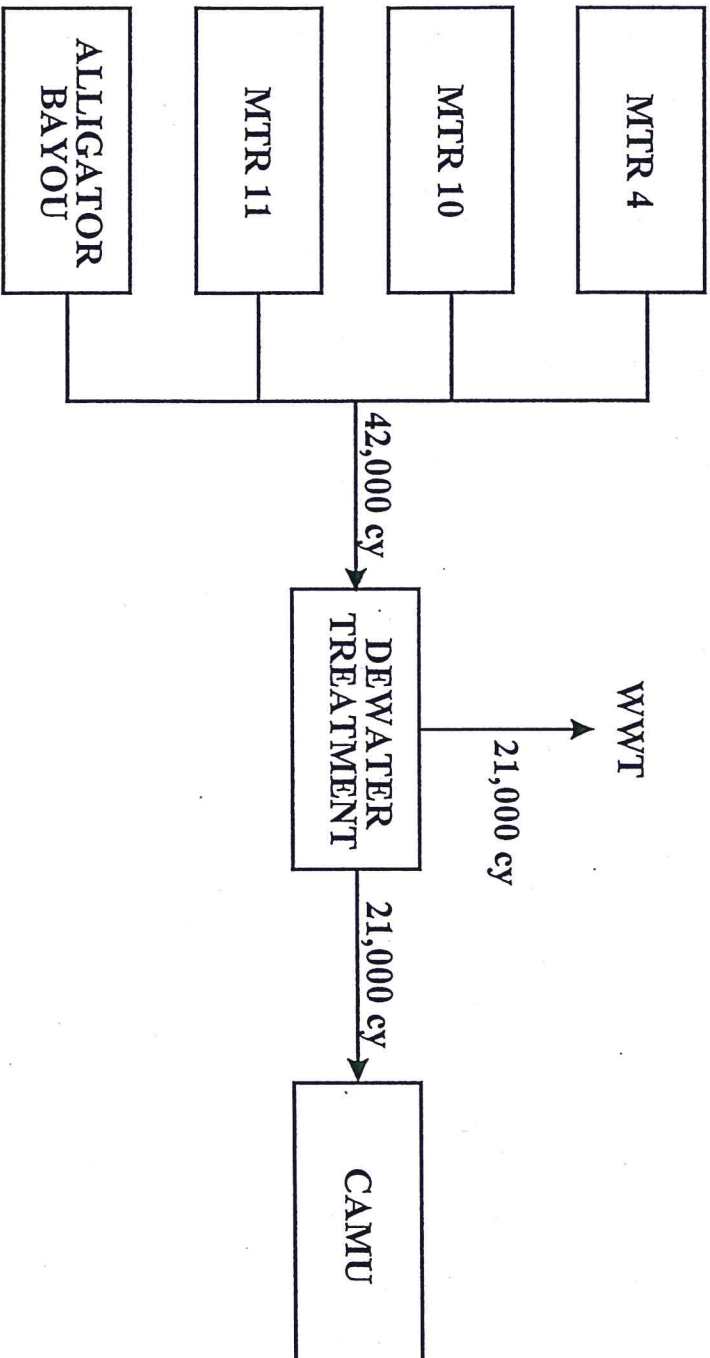 MTR 4
MTR 10
MTR 11
ALLIGATOR
BAYOU
42,000 cy
DEWATER
TREATMENT
WWT
21,000 cy
21,000 cy
CAMU